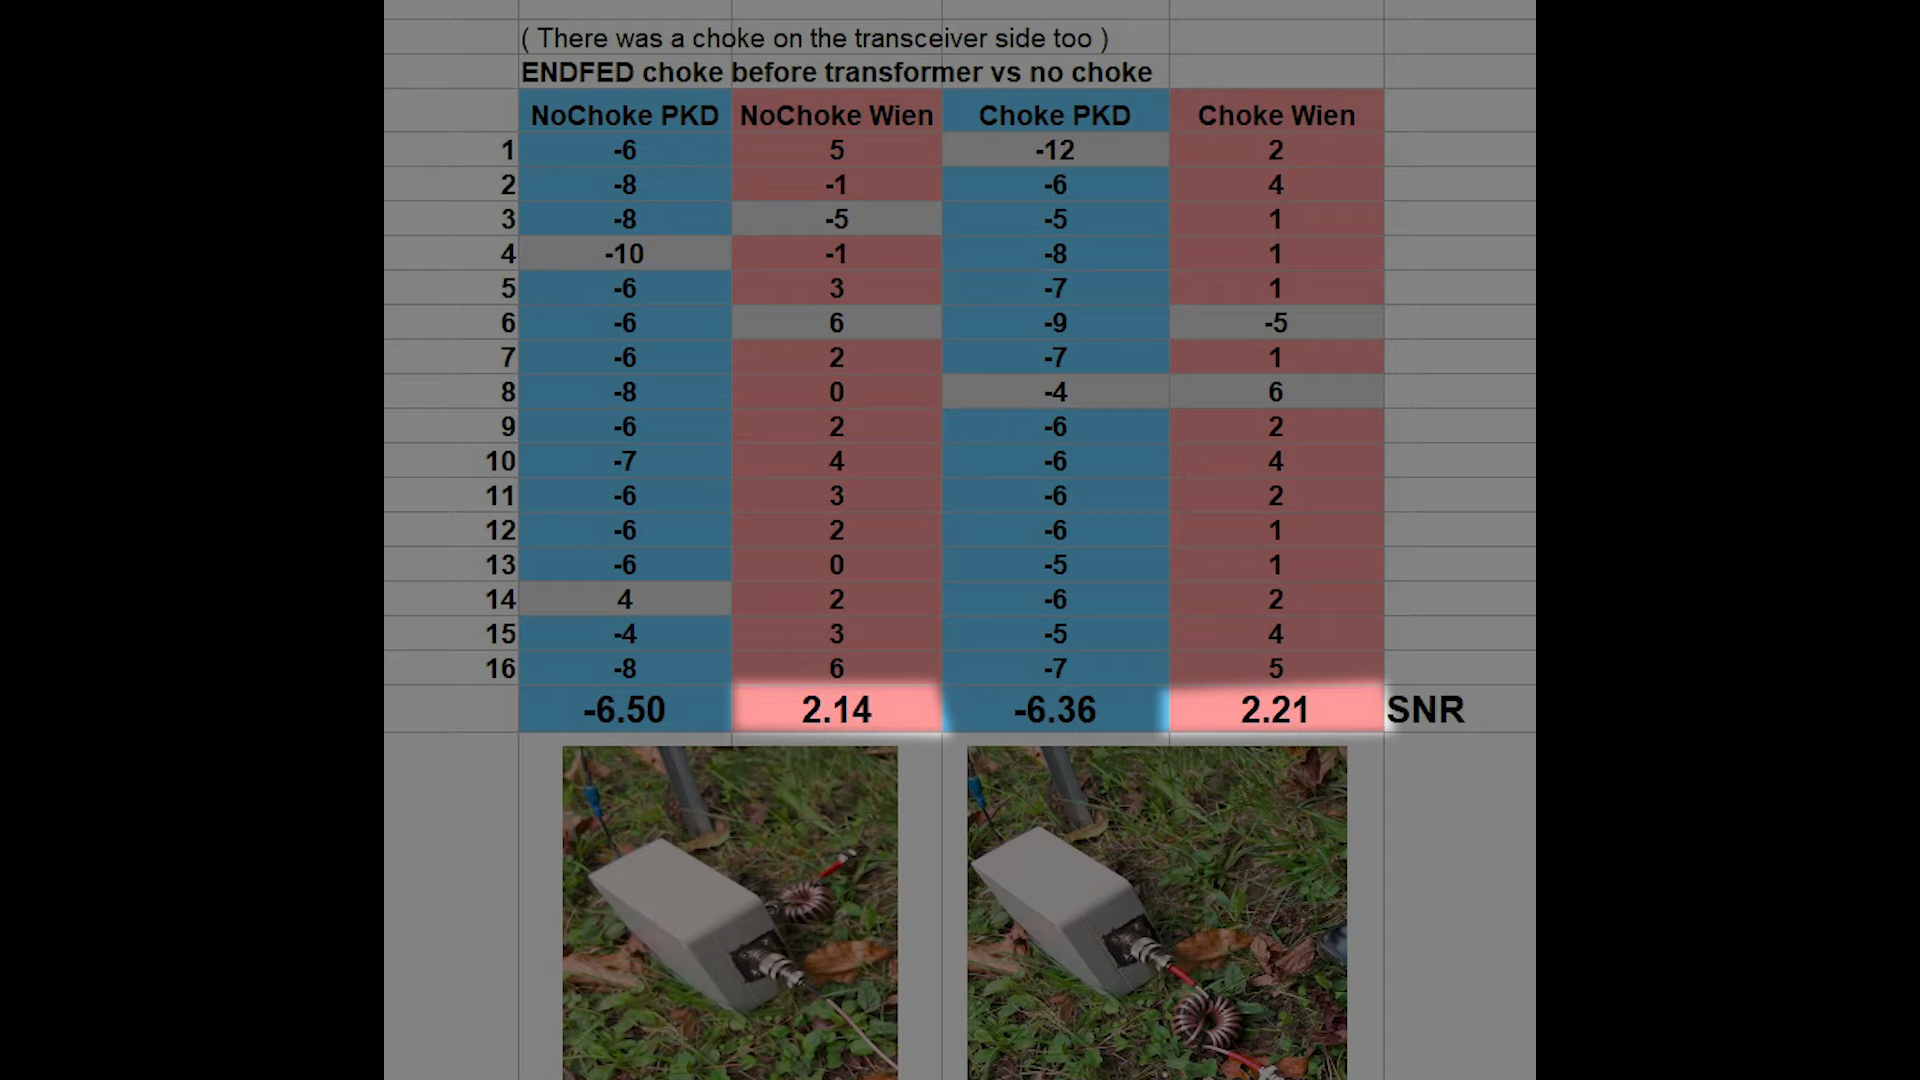 ( There was a choke on the transceiver side too )
ENDFED choke before transformer vs no choke
NoChoke PKD NoChoke Wien Choke PKD Choke Wien
1 -6 5 -12 2
2 -8 -1 -6 4
3 -8 -5 -5 1
4 -10 -1 -8 1
5 -6 3 -7 1
6 -6 6 -9 -5
7 -6 2 -7 1
8 -8 0 -4 6
9 -6 2 -6 2
10 -7 4 -6 4
11 -6 3 -6 2
12 -6 2 -6 1
13 -6 0 -5 1
14 4 2 -6 2
15 -4 3 -5 4
16 -8 6 -7 5
-6.50 2.14 -6.36 2.21 SNR